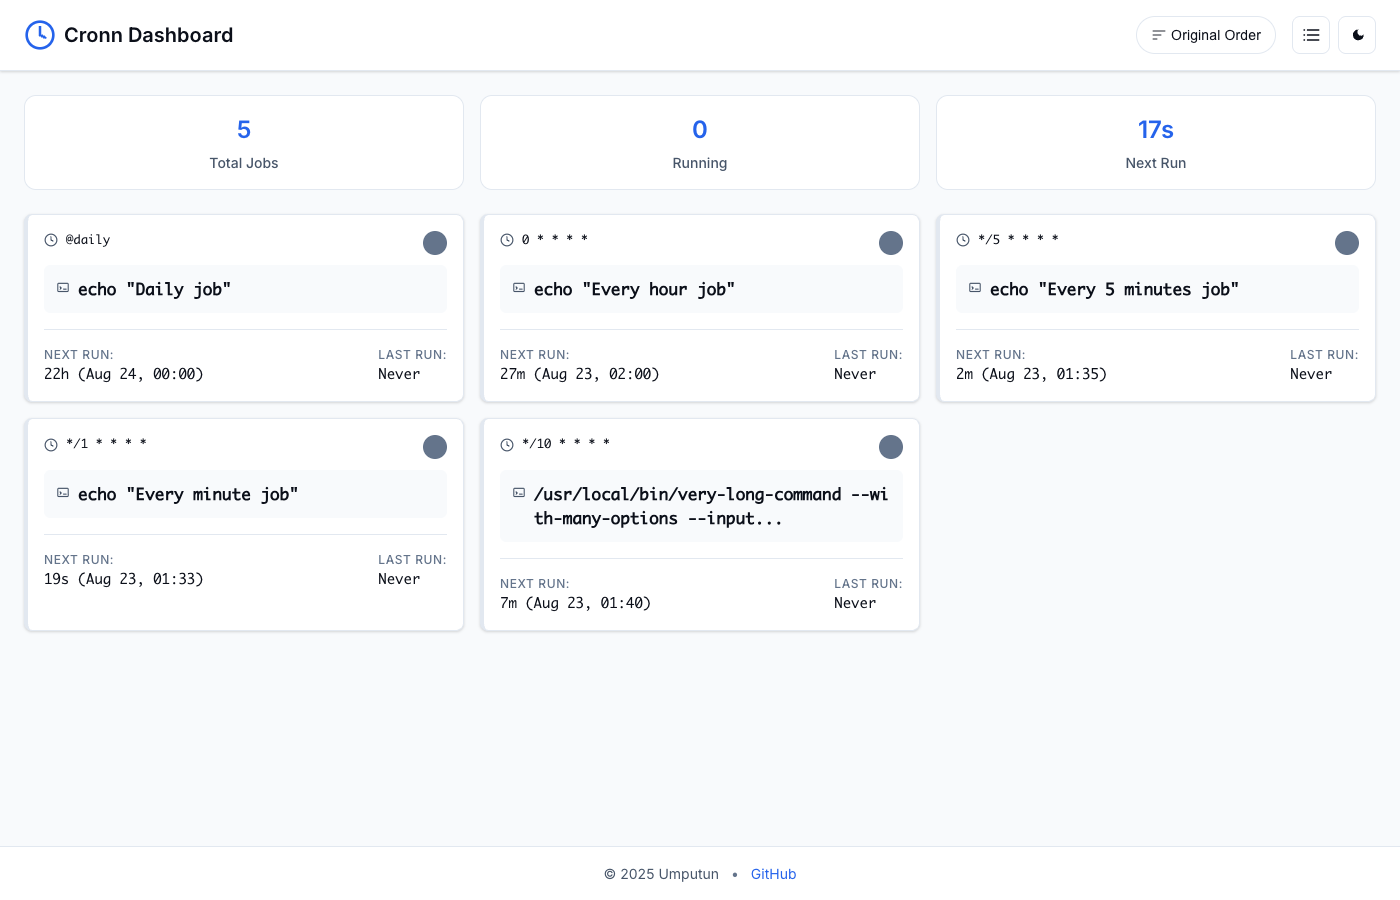 Cronn Dashboard
Original Order
5
Total Jobs
0
Running
17s
Next Run
@daily
echo "Daily job"
NEXT RUN:
22h (Aug 24, 00:00)
LAST RUN:
Never
0 * * * *
echo "Every hour job"
NEXT RUN:
27m (Aug 23, 02:00)
LAST RUN:
Never
*/5 * * * *
echo "Every 5 minutes job"
NEXT RUN:
2m (Aug 23, 01:35)
LAST RUN:
Never
*/1 * * * *
echo "Every minute job"
NEXT RUN:
19s (Aug 23, 01:33)
LAST RUN:
Never
*/10 * * * *
/usr/local/bin/very-long-command --wi
th-many-options --input...
NEXT RUN:
7m (Aug 23, 01:40)
LAST RUN:
Never
© 2025 Umputun • GitHub